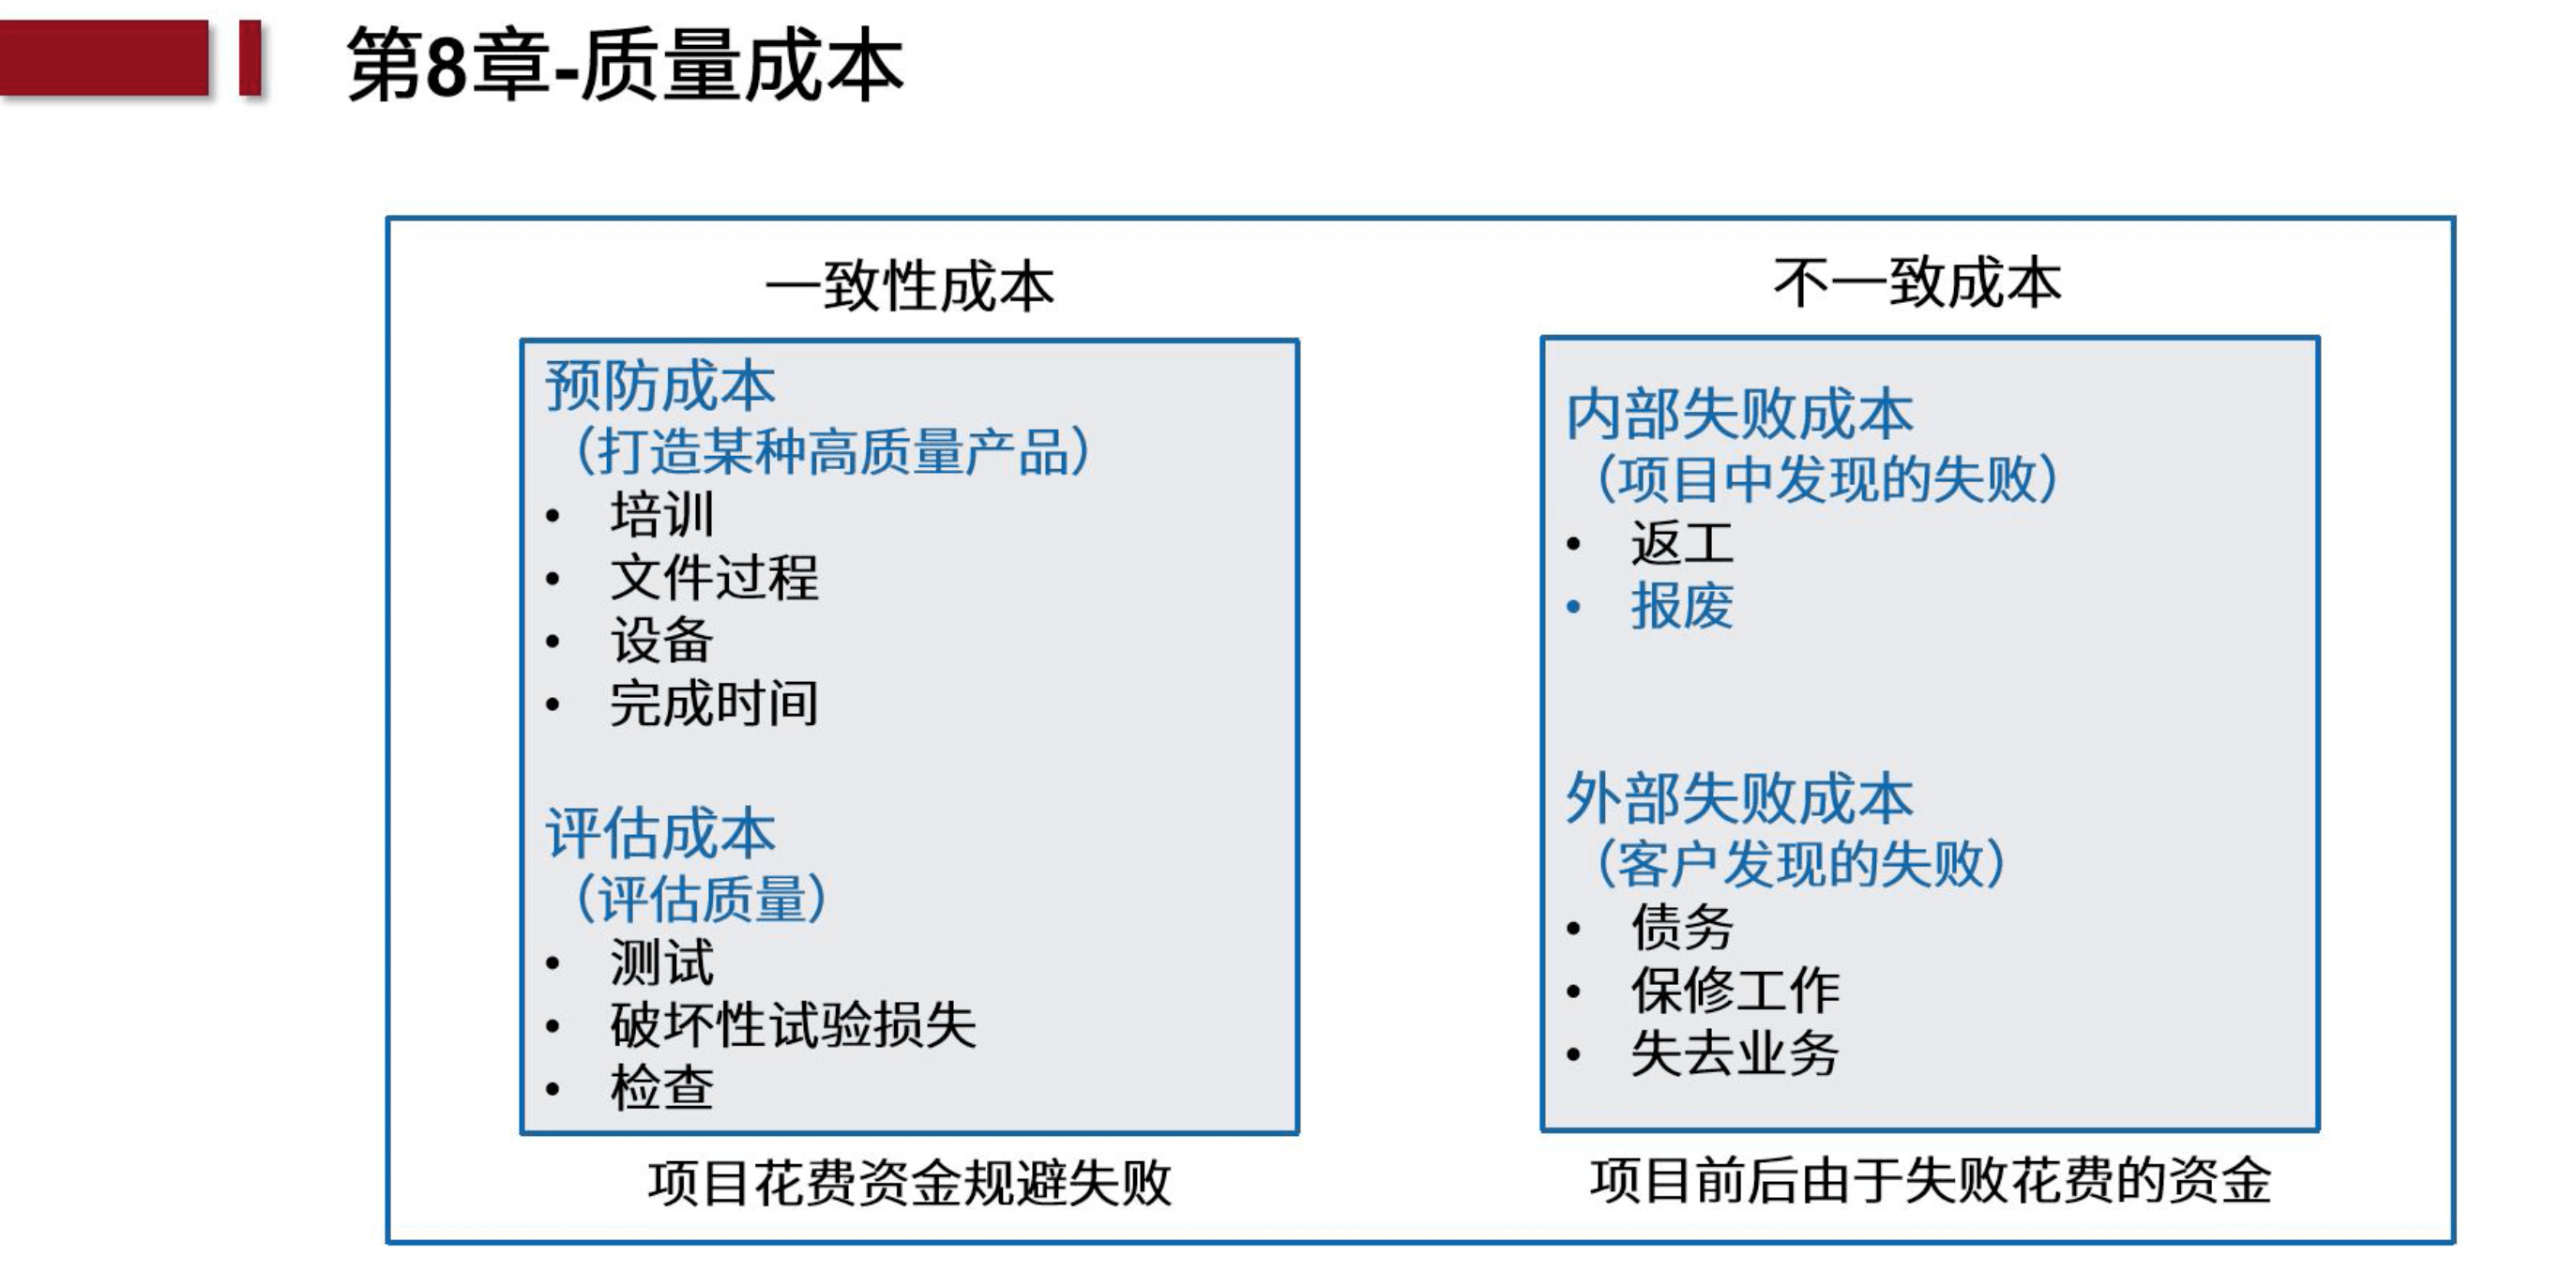 第8章-质量成本
一致性成本
预防成本
（打造某种高质量产品）
• 培训
• 文件过程
• 设备
• 完成时间
评估成本
（评估质量）
• 测试
• 破坏性试验损失
• 检查
项目花费资金规避失败
不一致成本
内部失败成本
（项目中发现的失败）
• 返工
• 报废
外部失败成本
（客户发现的失败）
• 债务
• 保修工作
• 失去业务
项目前后由于失败花费的资金